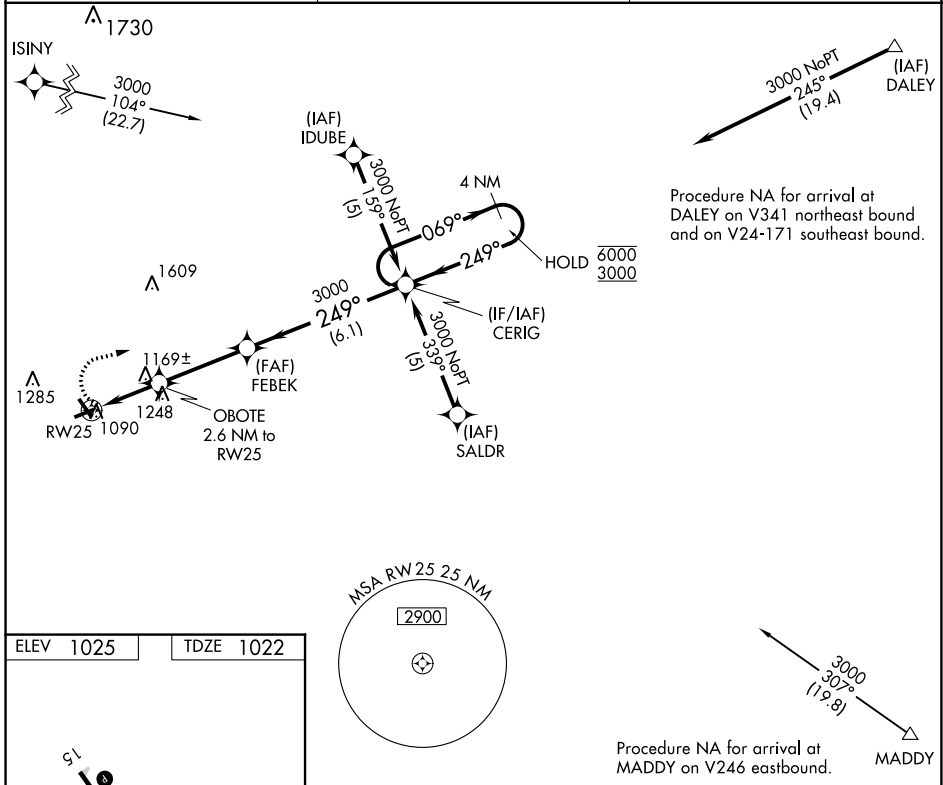 1730
ISINY
3000
104°
(22.7)
(IAF)
IDUBE
3000 NoPT
159°
(5)
4 NM
069°
249°
HOLD 6000
3000
3000 NoPT
245°
(19.4)
(IAF)
DALEY
Procedure NA for arrival at
DALEY on V341 northeast bound
and on V24-171 southeast bound.
1609
3000
249°
(6.1)
(IF/IAF)
CERIG
3000 NoPT
339°
(5)
(IAF)
SALDR
(FAF)
FEBEK
1169±
1248
OBOTE
2.6 NM to
RW25
1285
RW25
1090
MSA RW25 25 NM
2900
ELEV 1025
TDZE 1022
15
P
3000
307°
(19.8)
MADDY
Procedure NA for arrival at
MADDY on V246 eastbound.